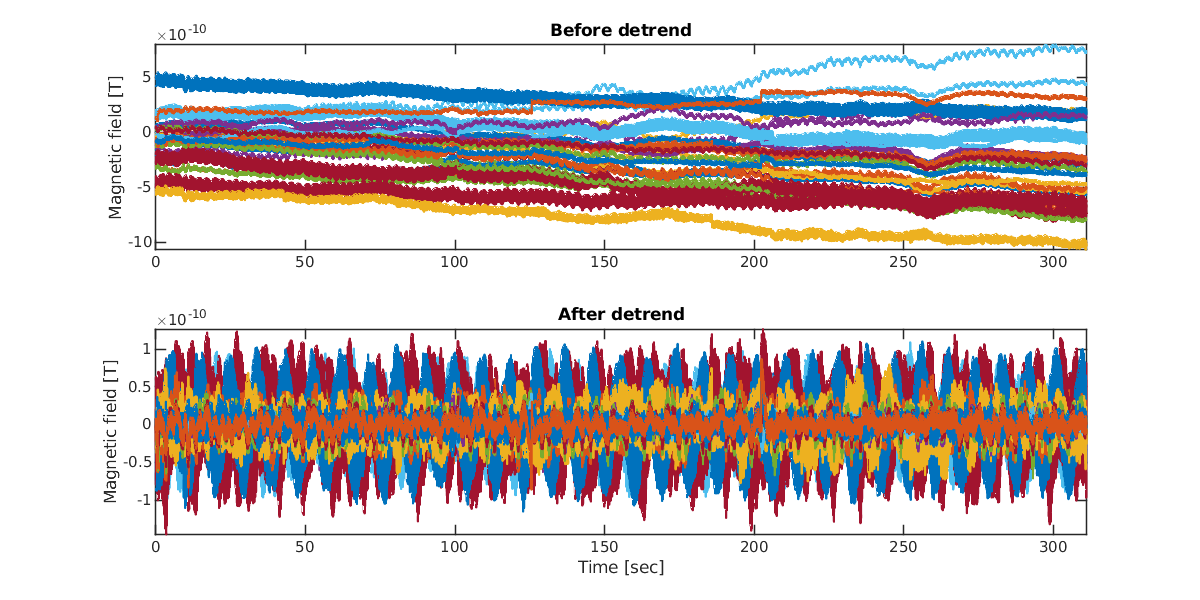 Before detrend
×10-10
Magnetic field [T]
5
0
-5
-10
0 50 100 150 200 250 300
After detrend
×10-10
Magnetic field [T]
1
0.5
0
-0.5
-1
0 50 100 150 200 250 300
Time [sec]